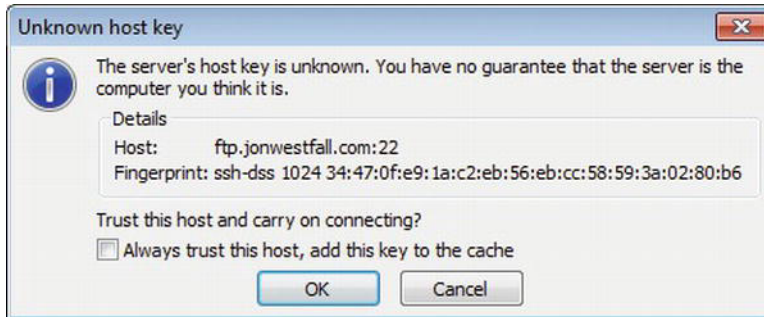 Unknown host key
The server's host key is unknown. You have no guarantee that the server is the
computer you think it is.
Details
Host: ftp.jonwestfall.com:22
Fingerprint: ssh-dss 1024 34:47:0f:e9:1a:c2:eb:56:eb:cc:58:59:3a:02:80:b6
Trust this host and carry on connecting?
Always trust this host, add this key to the cache
OK Cancel